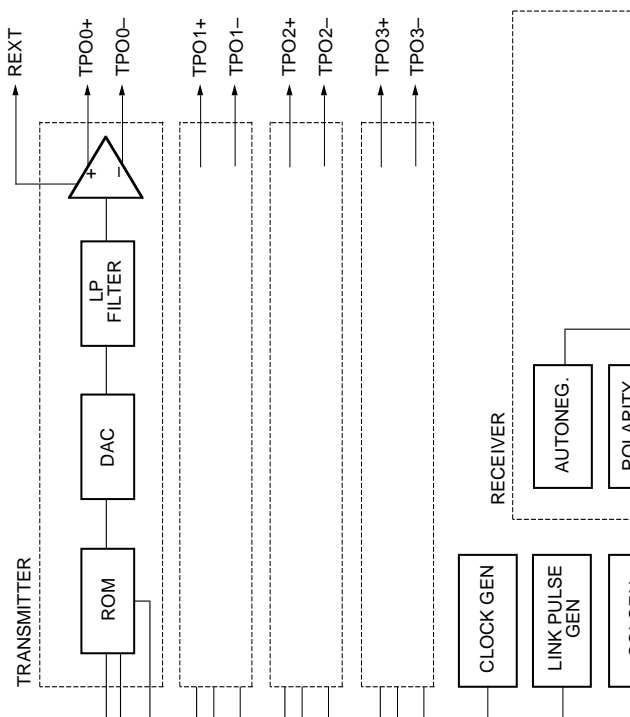 REXT
TPO0+
TPO0–
TPO1+
TPO1–
TPO2+
TPO2–
TPO3+
TPO3–
+
–
LP
FILTER
DAC
ROM
TRANSMITTER
RECEIVER
AUTONEG.
POLARITY
CLOCK GEN
LINK PULSE
GEN